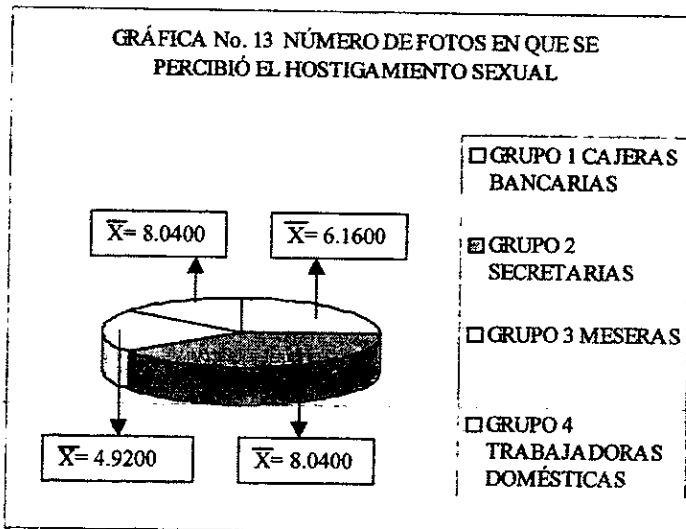 GRÁFICA No. 13 NÚMERO DE FOTOS EN QUE SE
PERCIBIÓ EL HOSTIGAMIENTO SEXUAL
X̅= 8.0400
X̅= 6.1600
X̅= 4.9200
X̅= 8.0400
GRUPO 1 CAJERAS
BANCARIAS
GRUPO 2
SECRETARIAS
GRUPO 3 MESERAS
GRUPO 4
TRABAJADORAS
DOMÉSTICAS